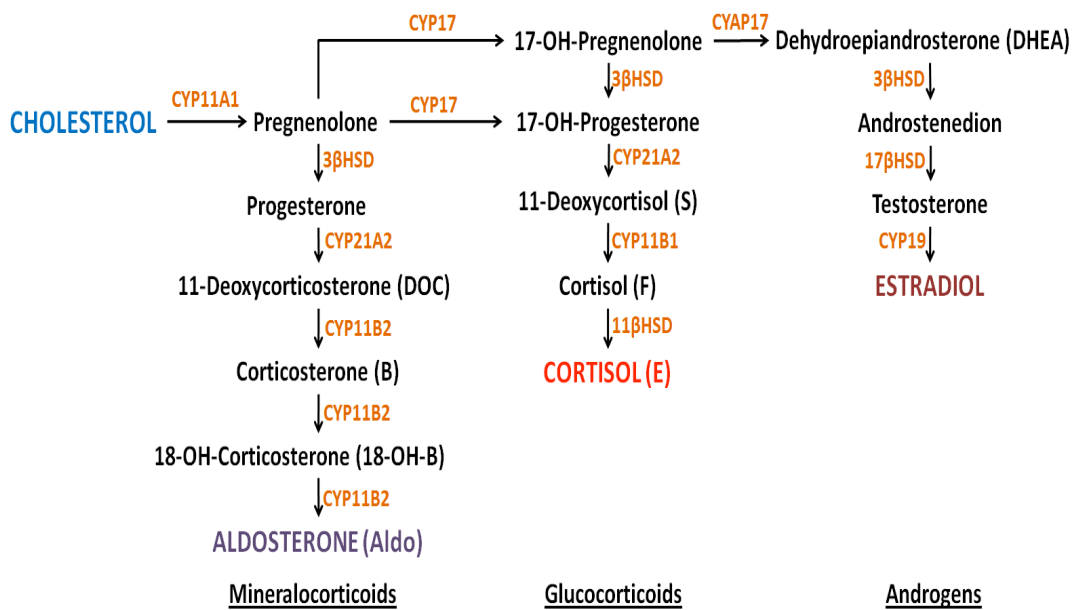 CYP17
CYAP17
17-OH-Pregnenolone
Dehydroepiandrosterone (DHEA)
CYP11A1
CYP17
3βHSD
3βHSD
CHOLESTEROL
Pregnenolone
17-OH-Progesterone
Androstenedion
3βHSD
CYP21A2
17βHSD
Progesterone
11-Deoxycortisol (S)
Testosterone
CYP21A2
CYP11B1
CYP19
11-Deoxycorticosterone (DOC)
Cortisol (F)
ESTRADIOL
CYP11B2
11βHSD
Corticosterone (B)
CORTISOL (E)
CYP11B2
18-OH-Corticosterone (18-OH-B)
CYP11B2
ALDOSTERONE (Aldo)
Mineralocorticoids
Glucocorticoids
Androgens